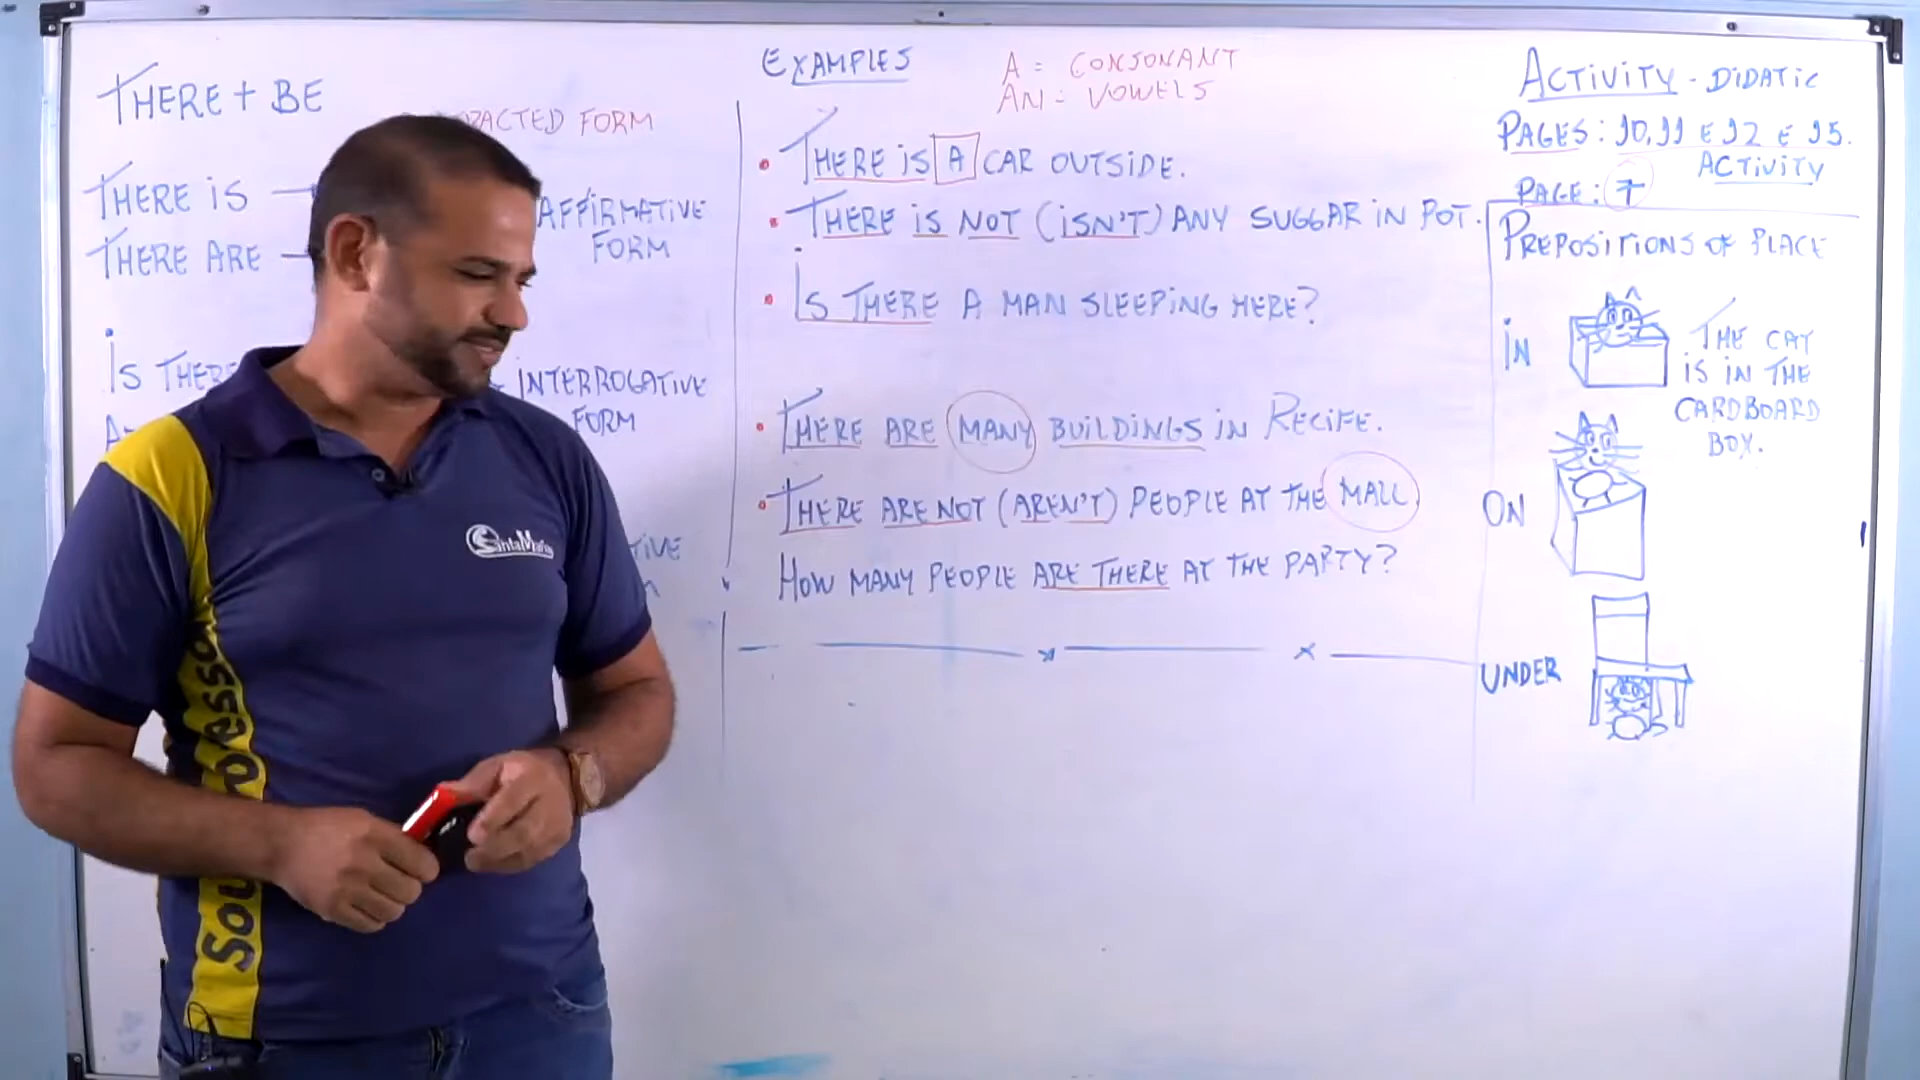 THERE + BE
CONTRACTED FORM
THERE IS
THERE ARE
AFFIRMATIVE
FORM
IS THERE
INTERROGATIVE
FORM
EXAMPLES
A = CONSONANT
AN = VOWELS
• THERE IS A CAR OUTSIDE.
• THERE IS NOT (ISN'T) ANY SUGGAR IN POT.
• IS THERE A MAN SLEEPING HERE?
• THERE ARE MANY BUILDINGS IN RECIFE.
• THERE ARE NOT (AREN'T) PEOPLE AT THE MALL
HOW MANY PEOPLE ARE THERE AT THE PARTY?
ACTIVITY - DIDATIC
PAGES: 10, 11 E 12 E 15.
ACTIVITY
PAGE: 7
PREPOSITIONS OF PLACE
IN
THE CAT
IS IN THE
CARDBOARD
BOX.
ON
UNDER
SantaMaria